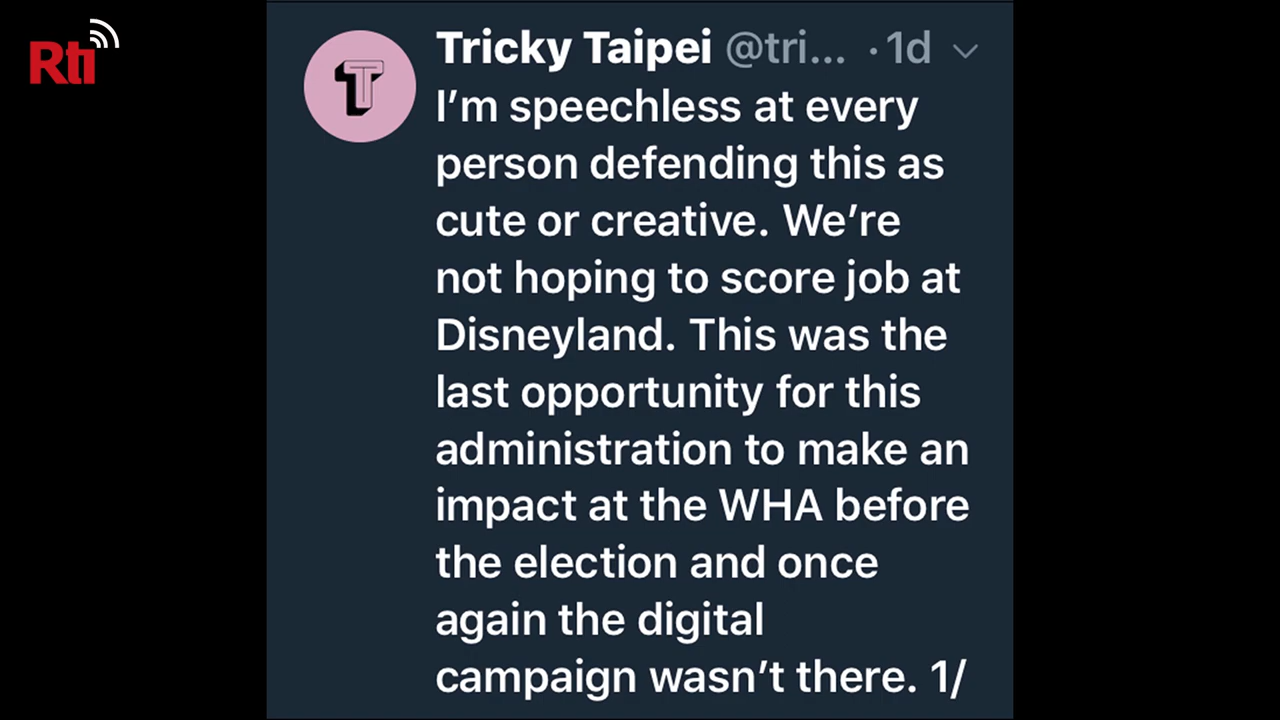 Rti
Tricky Taipei @tri... · 1d
I'm speechless at every
person defending this as
cute or creative. We're
not hoping to score job at
Disneyland. This was the
last opportunity for this
administration to make an
impact at the WHA before
the election and once
again the digital
campaign wasn't there. 1/